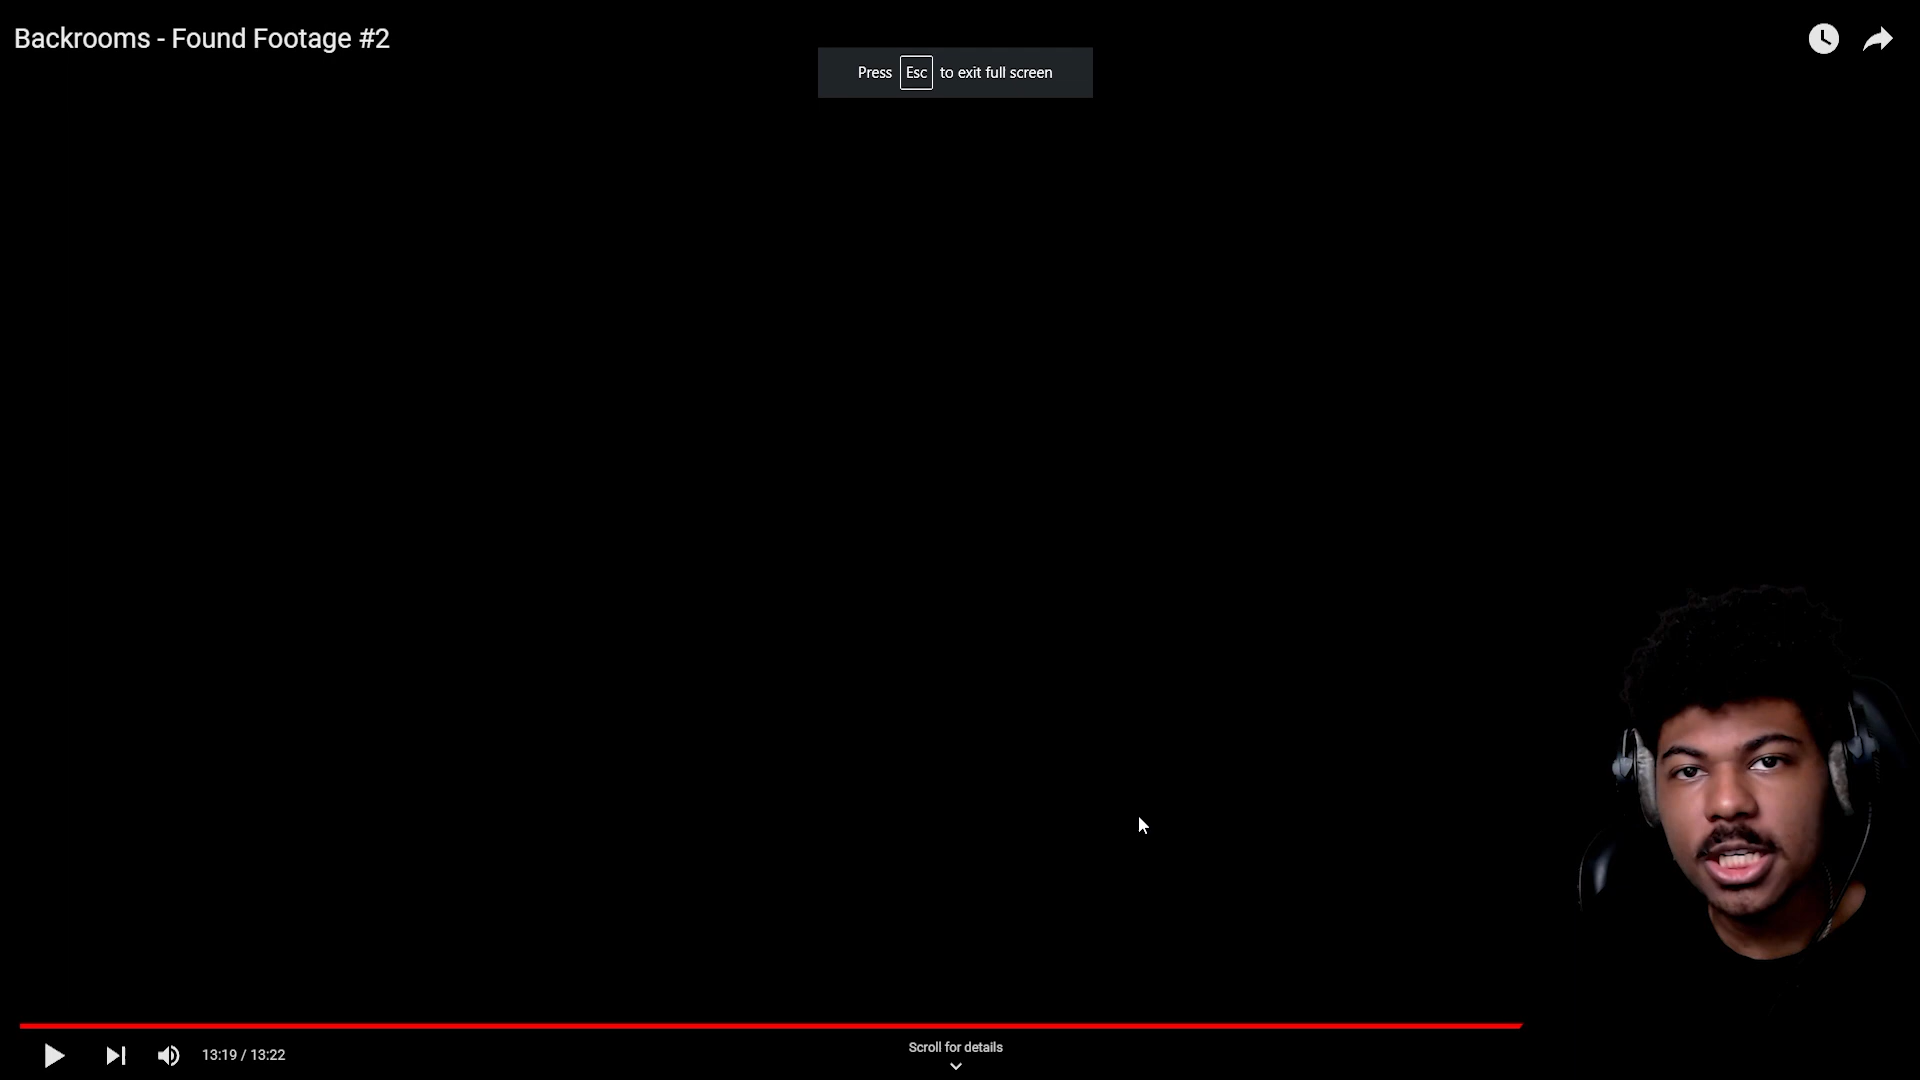 Backrooms - Found Footage #2
Press Esc to exit full screen
13:19 / 13:22
Scroll for details